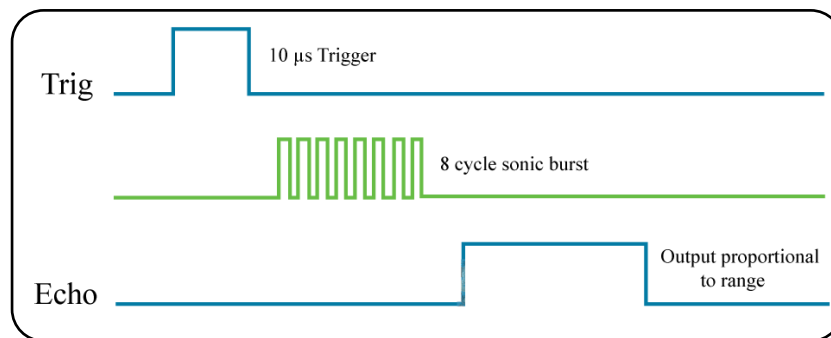 Trig
10 µs Trigger
8 cycle sonic burst
Echo
Output proportional
to range